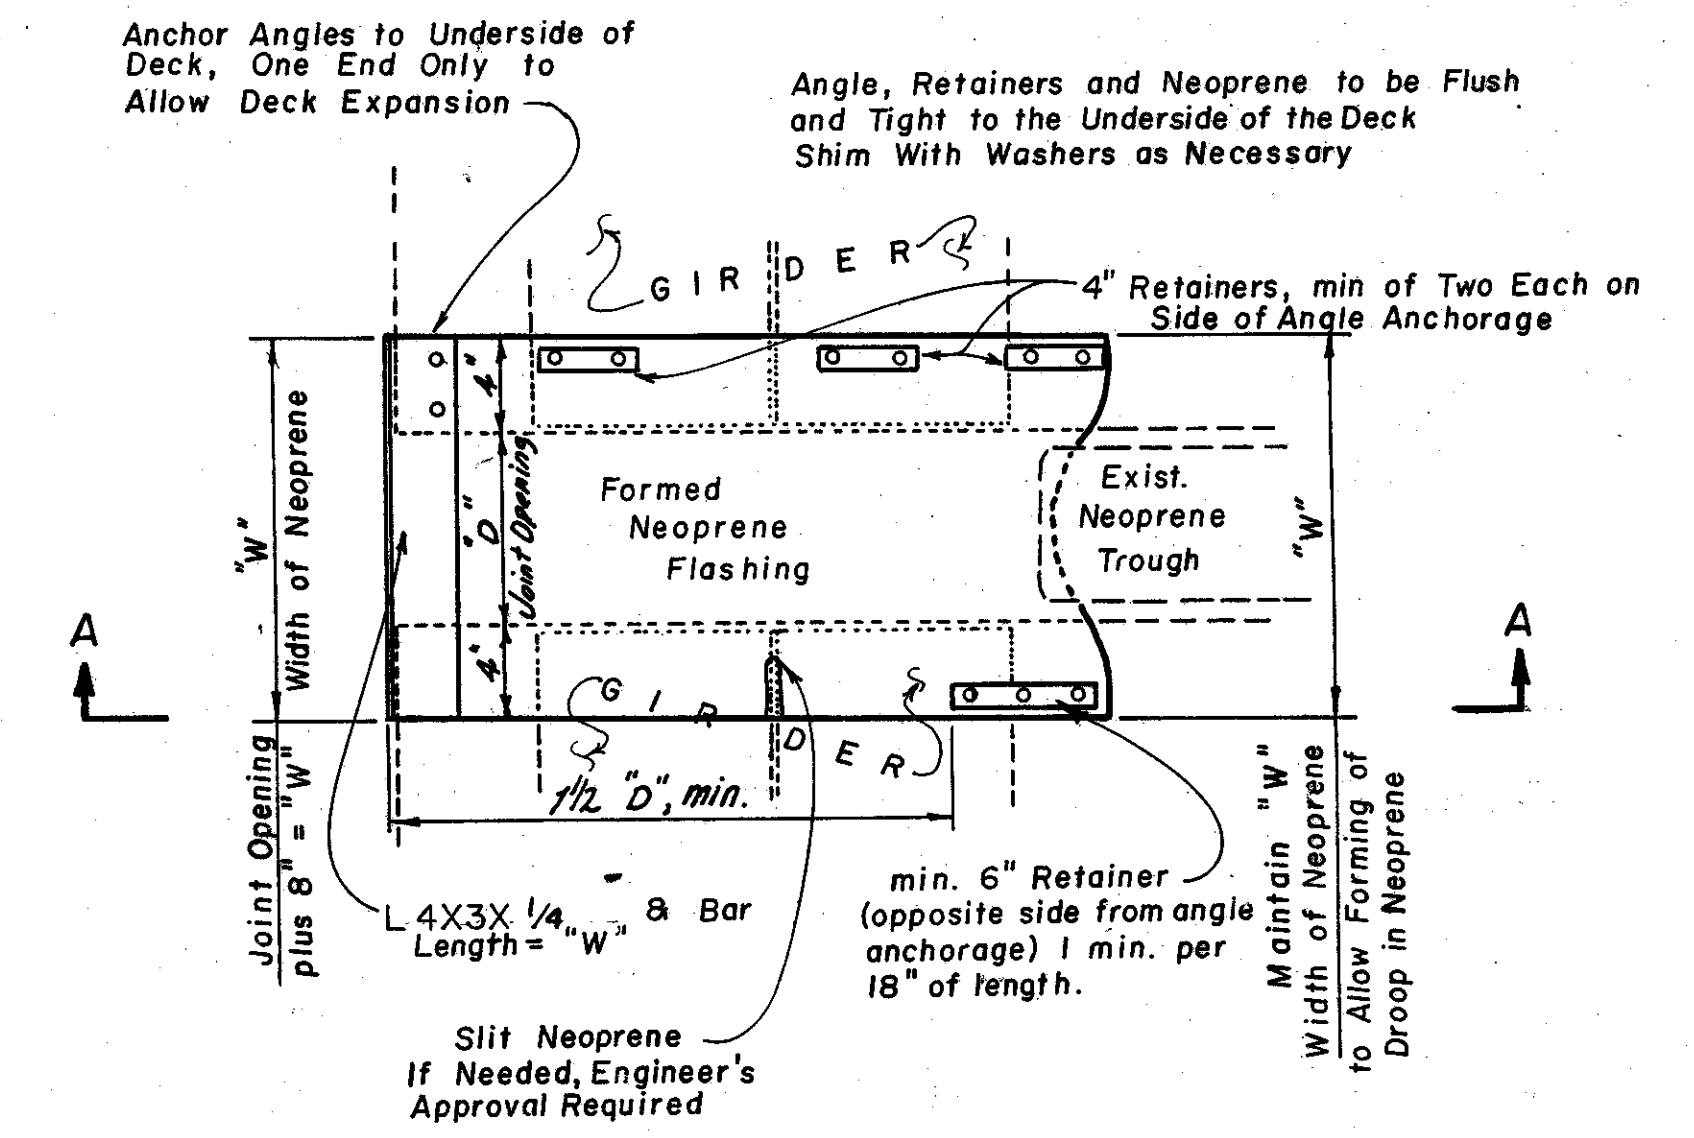 Anchor Angles to Underside of
Deck, One End Only to
Allow Deck Expansion
Angle, Retainers and Neoprene to be Flush
and Tight to the Underside of the Deck
Shim With Washers as Necessary
GIRDER
4" Retainers, min of Two Each on
Side of Angle Anchorage
"W"
Width of Neoprene
4"
"D"
Joint Opening
4"
Formed
Neoprene
Flashing
Exist.
Neoprene
Trough
"W"
A
A
GIRDER
1½ "D", min.
Joint Opening
plus 8" = "W"
L 4X3X 1/4 & Bar
Length = "W"
min. 6" Retainer
(opposite side from angle
anchorage) 1 min. per
18" of length.
Maintain "W"
Width of Neoprene
to Allow Forming of
Droop in Neoprene
Slit Neoprene
If Needed, Engineer's
Approval Required